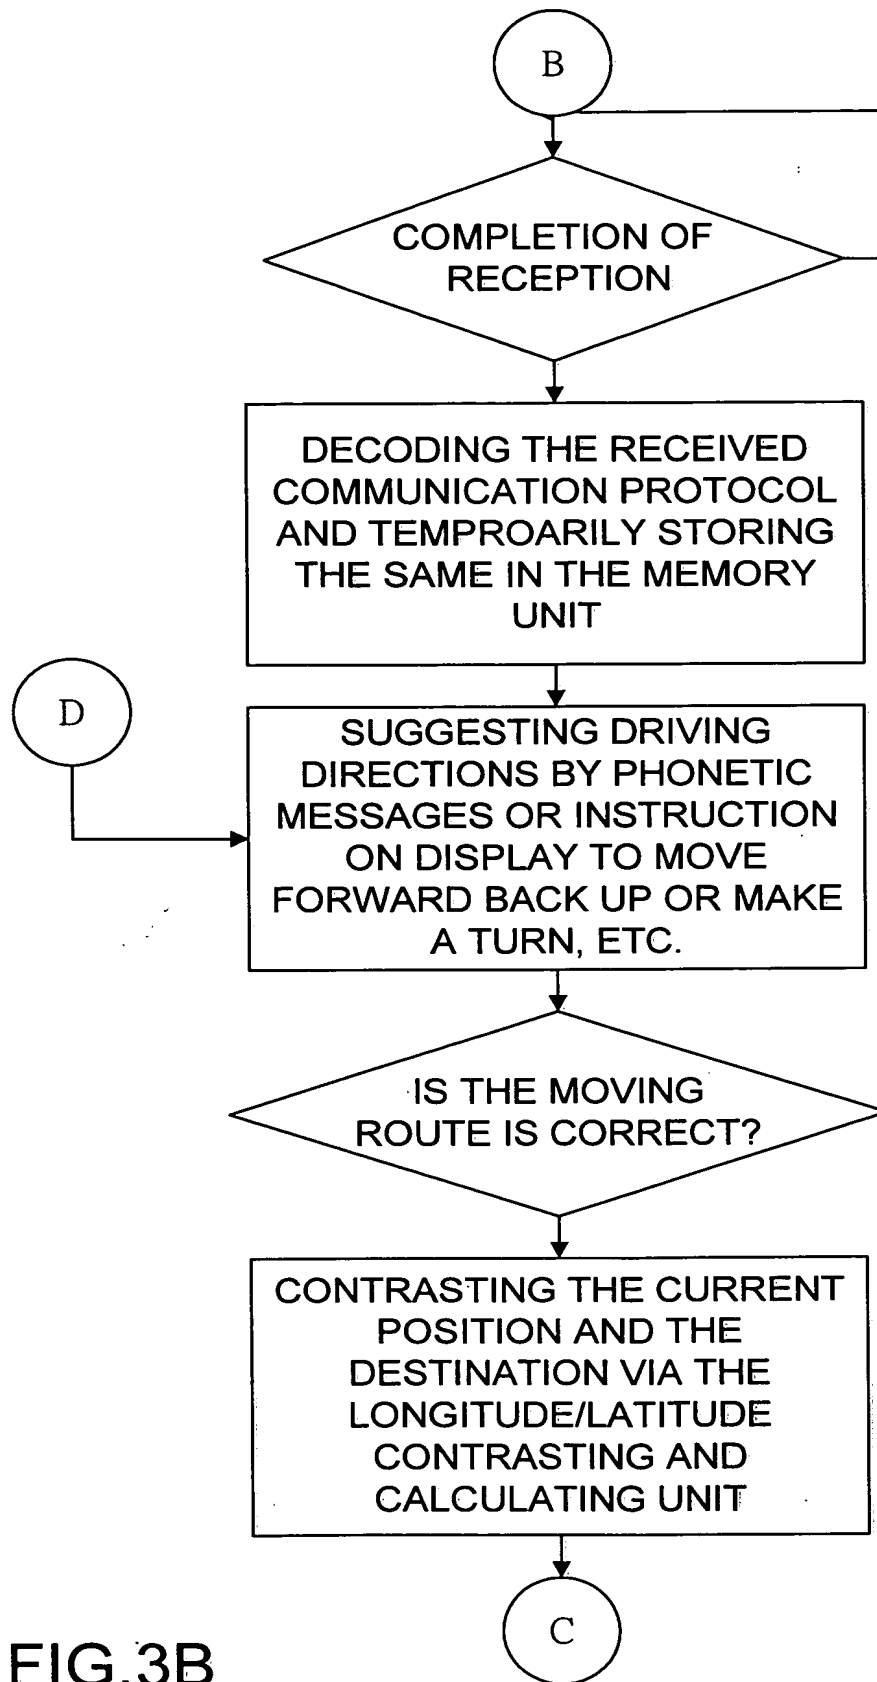 B
COMPLETION OF
RECEPTION
DECODING THE RECEIVED
COMMUNICATION PROTOCOL
AND TEMPROARILY STORING
THE SAME IN THE MEMORY
UNIT
D
SUGGESTING DRIVING
DIRECTIONS BY PHONETIC
MESSAGES OR INSTRUCTION
ON DISPLAY TO MOVE
FORWARD BACK UP OR MAKE
A TURN, ETC.
IS THE MOVING
ROUTE IS CORRECT?
CONTRASTING THE CURRENT
POSITION AND THE
DESTINATION VIA THE
LONGITUDE/LATITUDE
CONTRASTING AND
CALCULATING UNIT
C
FIG.3B